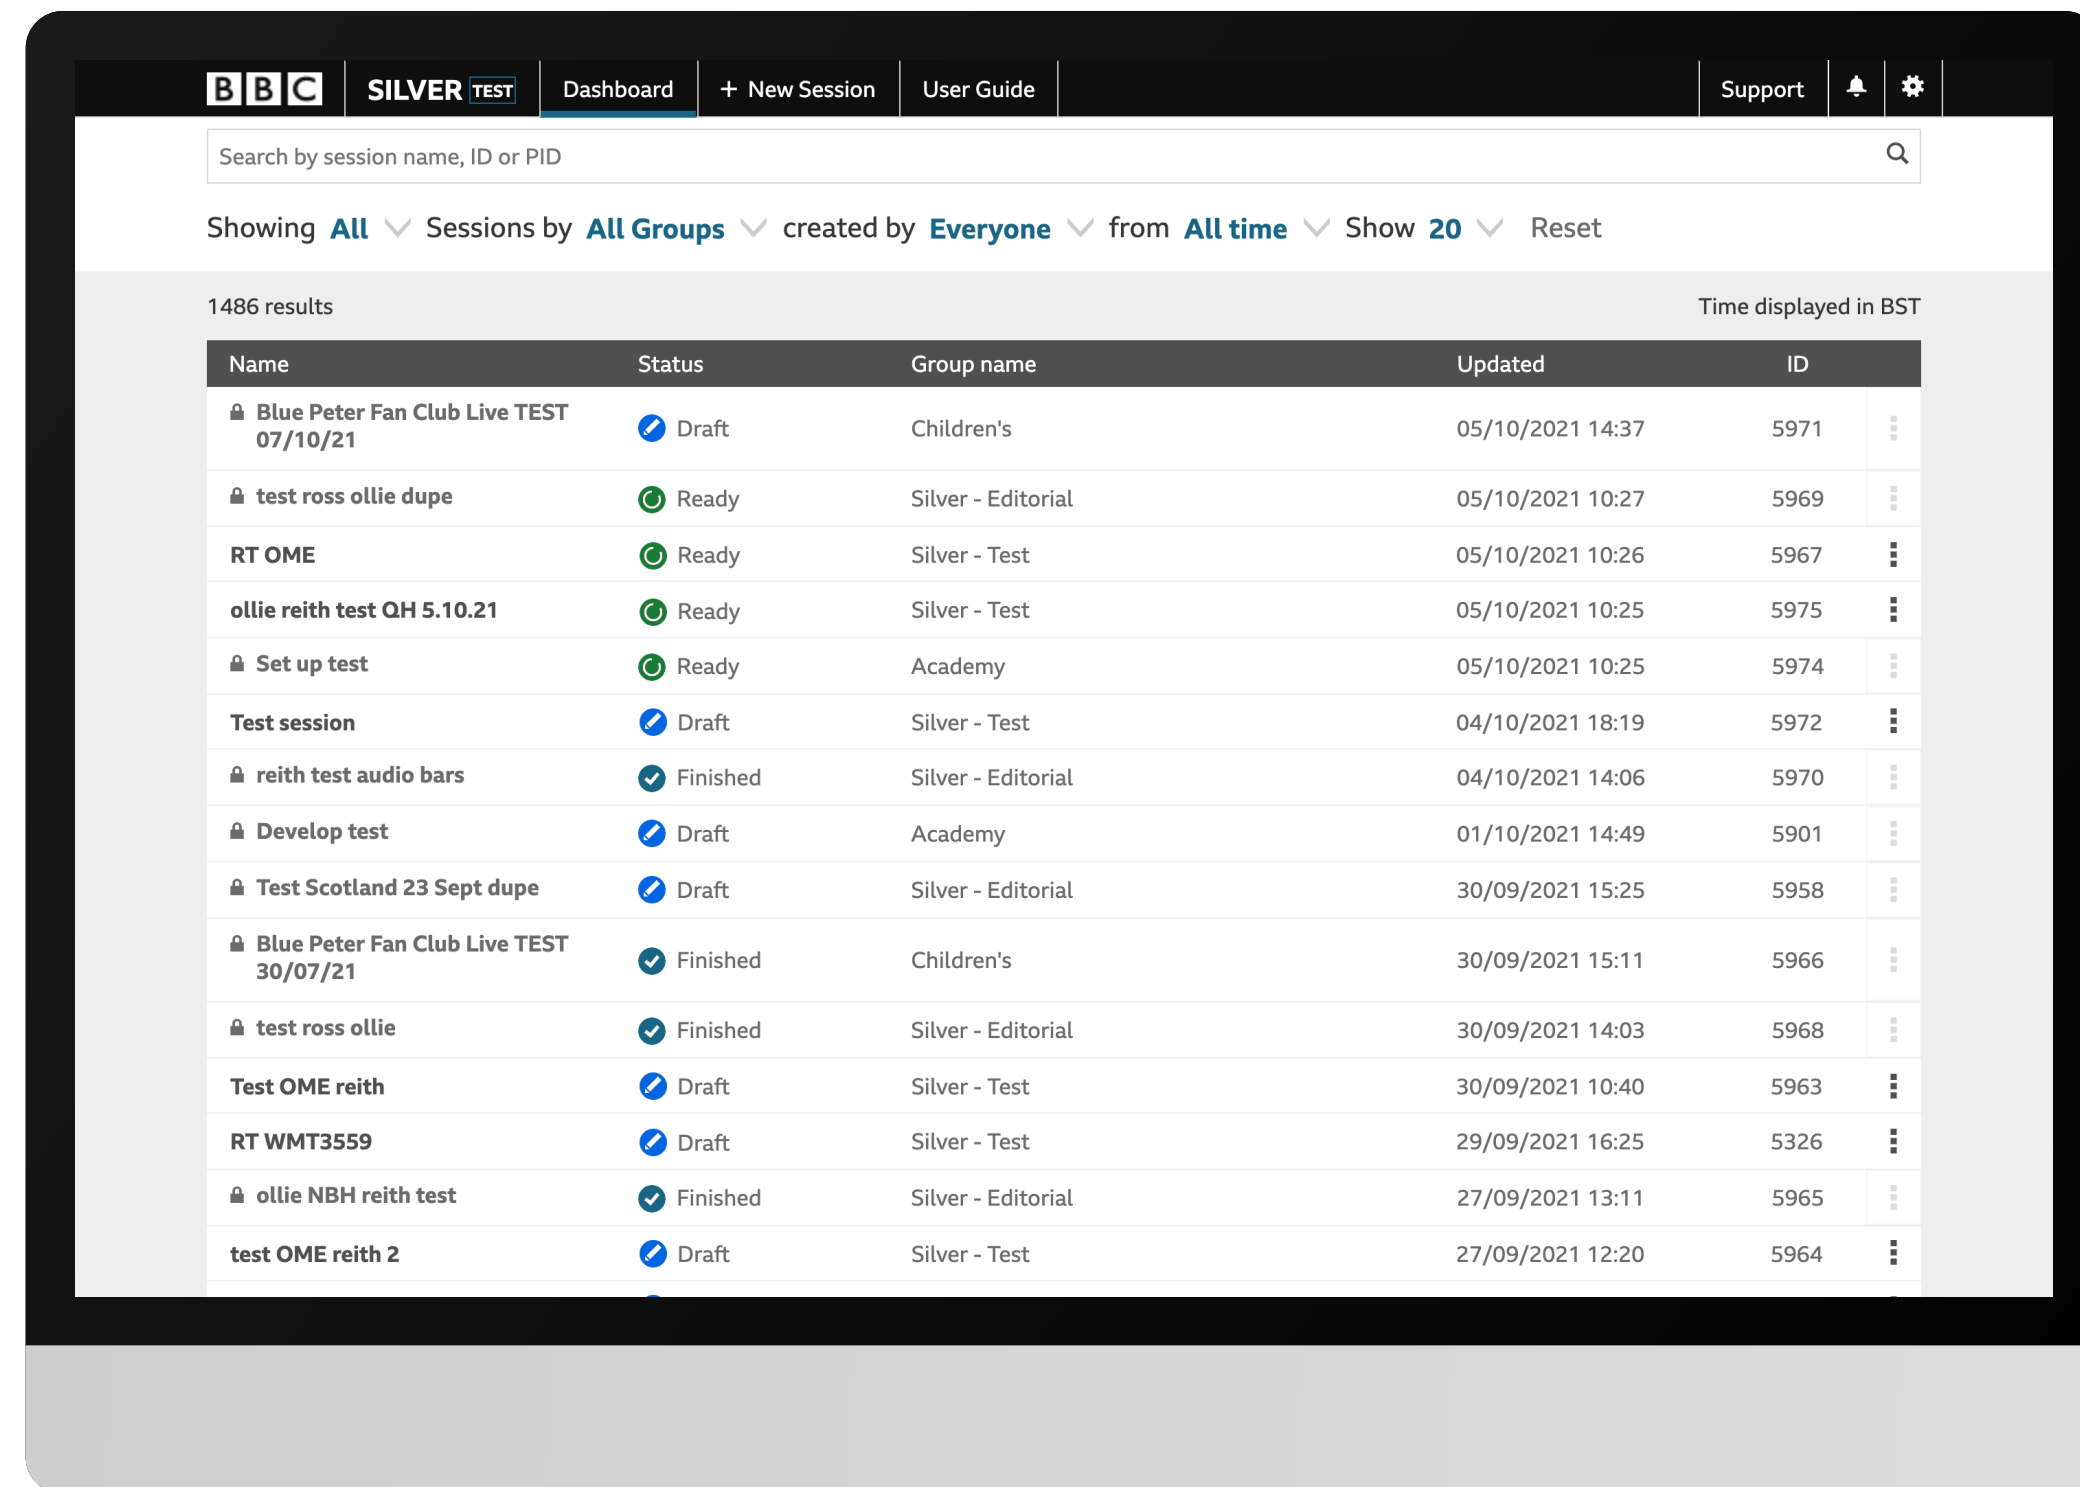 BBC SILVER TEST Dashboard + New Session User Guide Support
Search by session name, ID or PID
Showing All Sessions by All Groups created by Everyone from All time Show 20 Reset
1486 results Time displayed in BST
Name Status Group name Updated ID
Blue Peter Fan Club Live TEST
07/10/21 Draft Children's 05/10/2021 14:37 5971
test ross ollie dupe Ready Silver - Editorial 05/10/2021 10:27 5969
RT OME Ready Silver - Test 05/10/2021 10:26 5967
ollie reith test QH 5.10.21 Ready Silver - Test 05/10/2021 10:25 5975
Set up test Ready Academy 05/10/2021 10:25 5974
Test session Draft Silver - Test 04/10/2021 18:19 5972
reith test audio bars Finished Silver - Editorial 04/10/2021 14:06 5970
Develop test Draft Academy 01/10/2021 14:49 5901
Test Scotland 23 Sept dupe Draft Silver - Editorial 30/09/2021 15:25 5958
Blue Peter Fan Club Live TEST
30/07/21 Finished Children's 30/09/2021 15:11 5966
test ross ollie Finished Silver - Editorial 30/09/2021 14:03 5968
Test OME reith Draft Silver - Test 30/09/2021 10:40 5963
RT WMT3559 Draft Silver - Test 29/09/2021 16:25 5326
ollie NBH reith test Finished Silver - Editorial 27/09/2021 13:11 5965
test OME reith 2 Draft Silver - Test 27/09/2021 12:20 5964